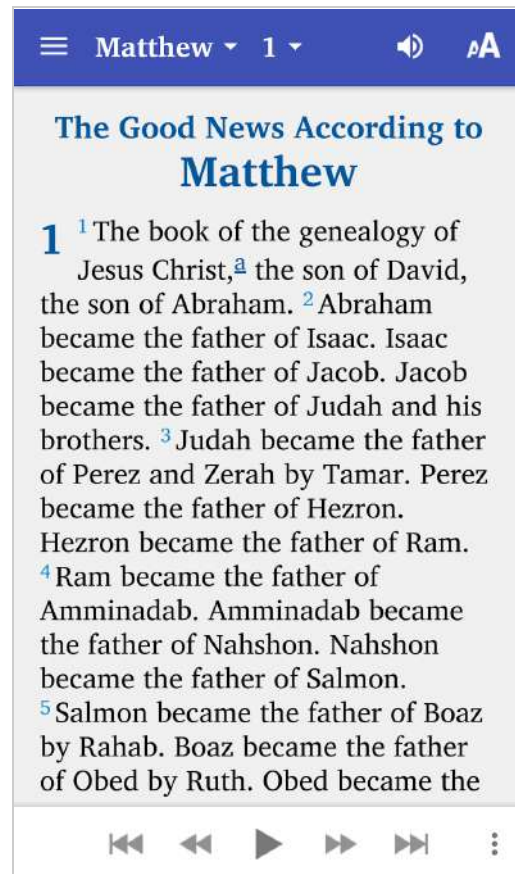 Matthew 1 AA
The Good News According to
Matthew
1 1 The book of the genealogy of
Jesus Christ,a the son of David,
the son of Abraham. 2 Abraham
became the father of Isaac. Isaac
became the father of Jacob. Jacob
became the father of Judah and his
brothers. 3 Judah became the father
of Perez and Zerah by Tamar. Perez
became the father of Hezron.
Hezron became the father of Ram.
4 Ram became the father of
Amminadab. Amminadab became
the father of Nahshon. Nahshon
became the father of Salmon.
5 Salmon became the father of Boaz
by Rahab. Boaz became the father
of Obed by Ruth. Obed became the